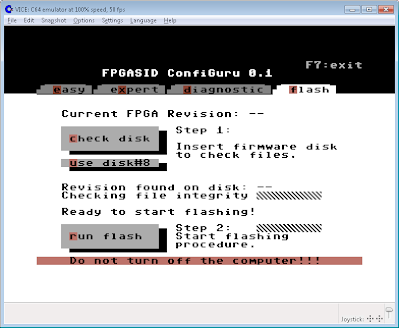 VICE: C64 emulator at 100% speed, 50 fps
File Edit Snapshot Options Settings Help
F7:exit
FPGASID ConfiGuru 0.1
easy expert diagnostic flash
Current FPGA Revision: --
check disk
Step 1:
Insert firmware disk
to check files.
use disk#8
Revision found on disk: --
Checking file integrity
Ready to start flashing!
run flash
Step 2:
Start flashing
procedure.
Do not turn off the computer!!!
Joystick: